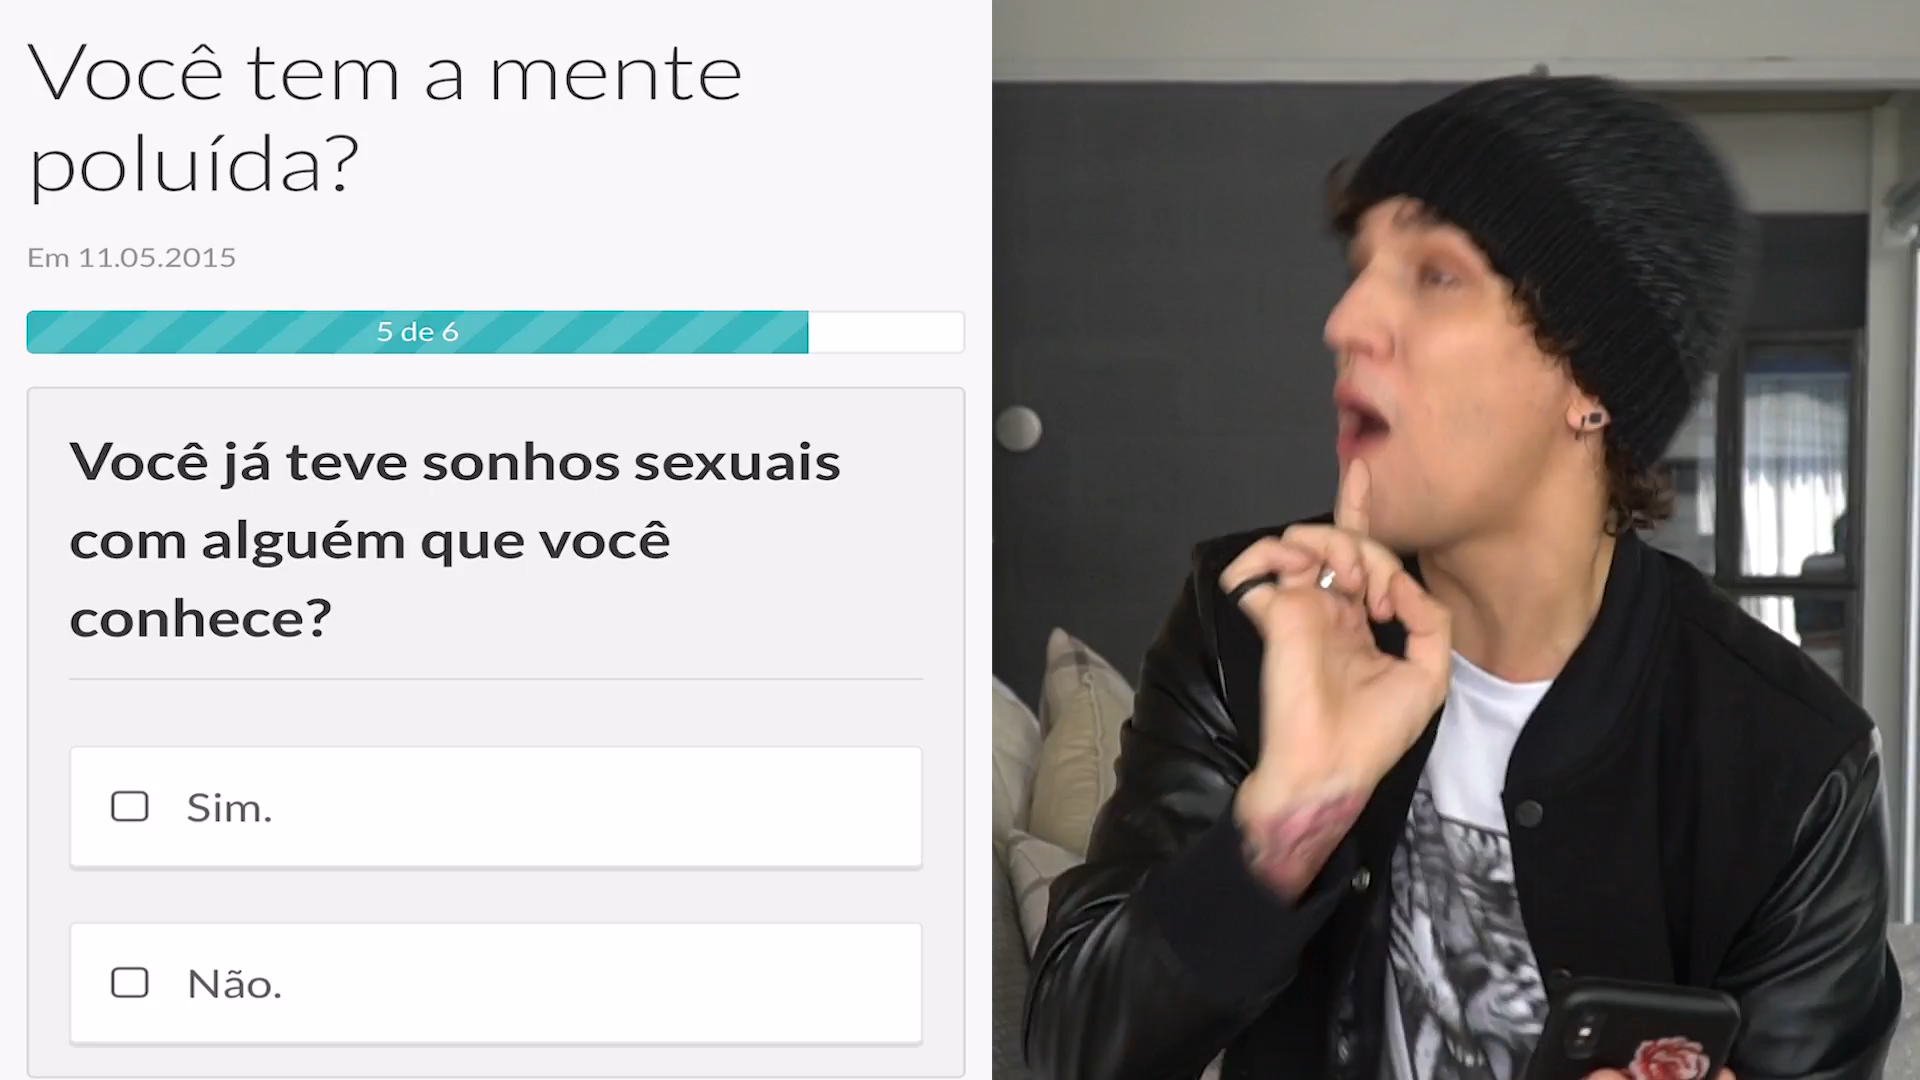 Você tem a mente
poluída?
Em 11.05.2015
5 de 6
Você já teve sonhos sexuais
com alguém que você
conhece?
Sim.
Não.